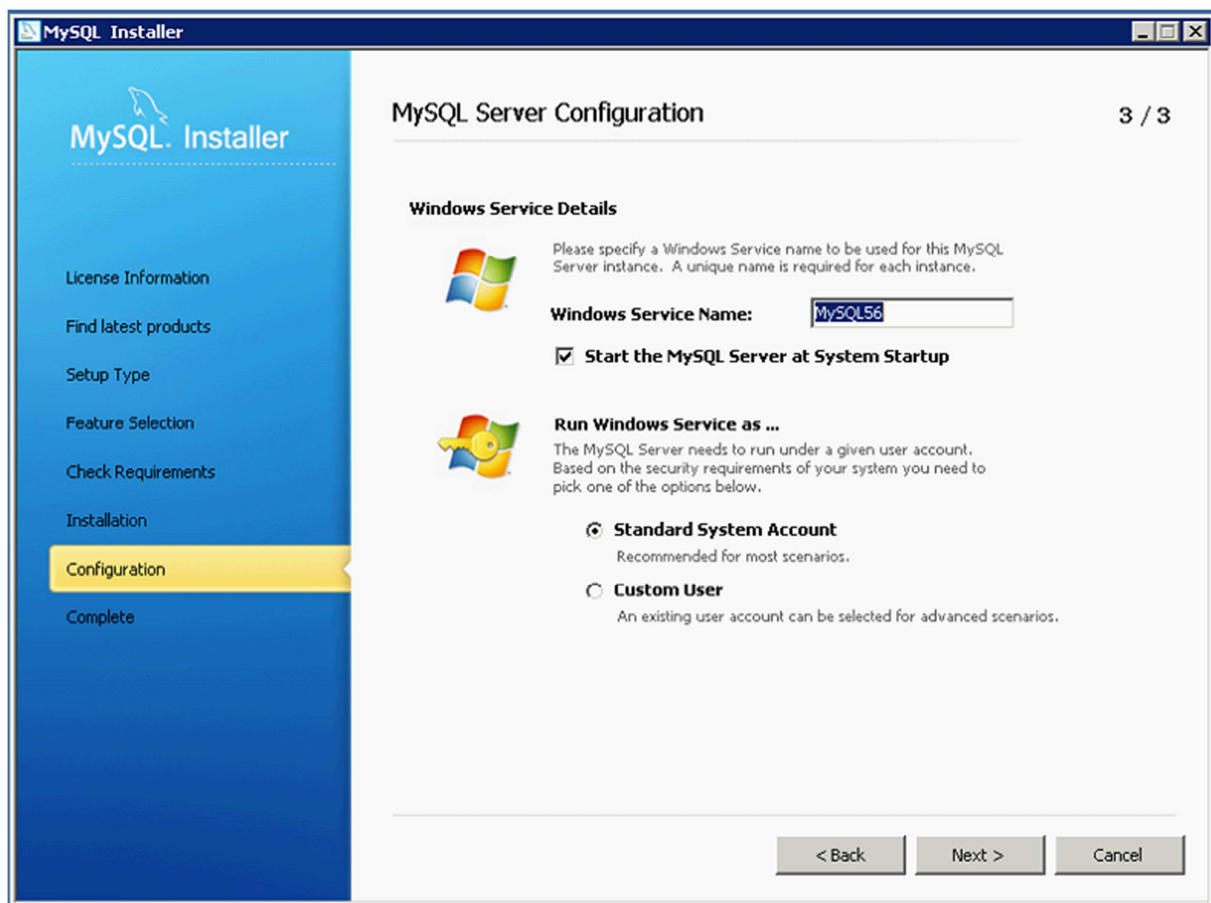 MySQL Installer
MySQL. Installer
License Information
Find latest products
Setup Type
Feature Selection
Check Requirements
Installation
Configuration
Complete
MySQL Server Configuration
3 / 3
Windows Service Details
Please specify a Windows Service name to be used for this MySQL
Server instance. A unique name is required for each instance.
Windows Service Name:
MySQL56
Start the MySQL Server at System Startup
Run Windows Service as ...
The MySQL Server needs to run under a given user account.
Based on the security requirements of your system you need to
pick one of the options below.
Standard System Account
Recommended for most scenarios.
Custom User
An existing user account can be selected for advanced scenarios.
< Back
Next >
Cancel